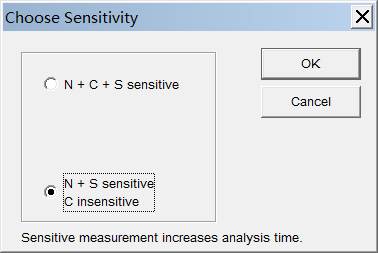 Choose Sensitivity
N + C + S sensitive
OK
Cancel
N + S sensitive
C insensitive
Sensitive measurement increases analysis time.